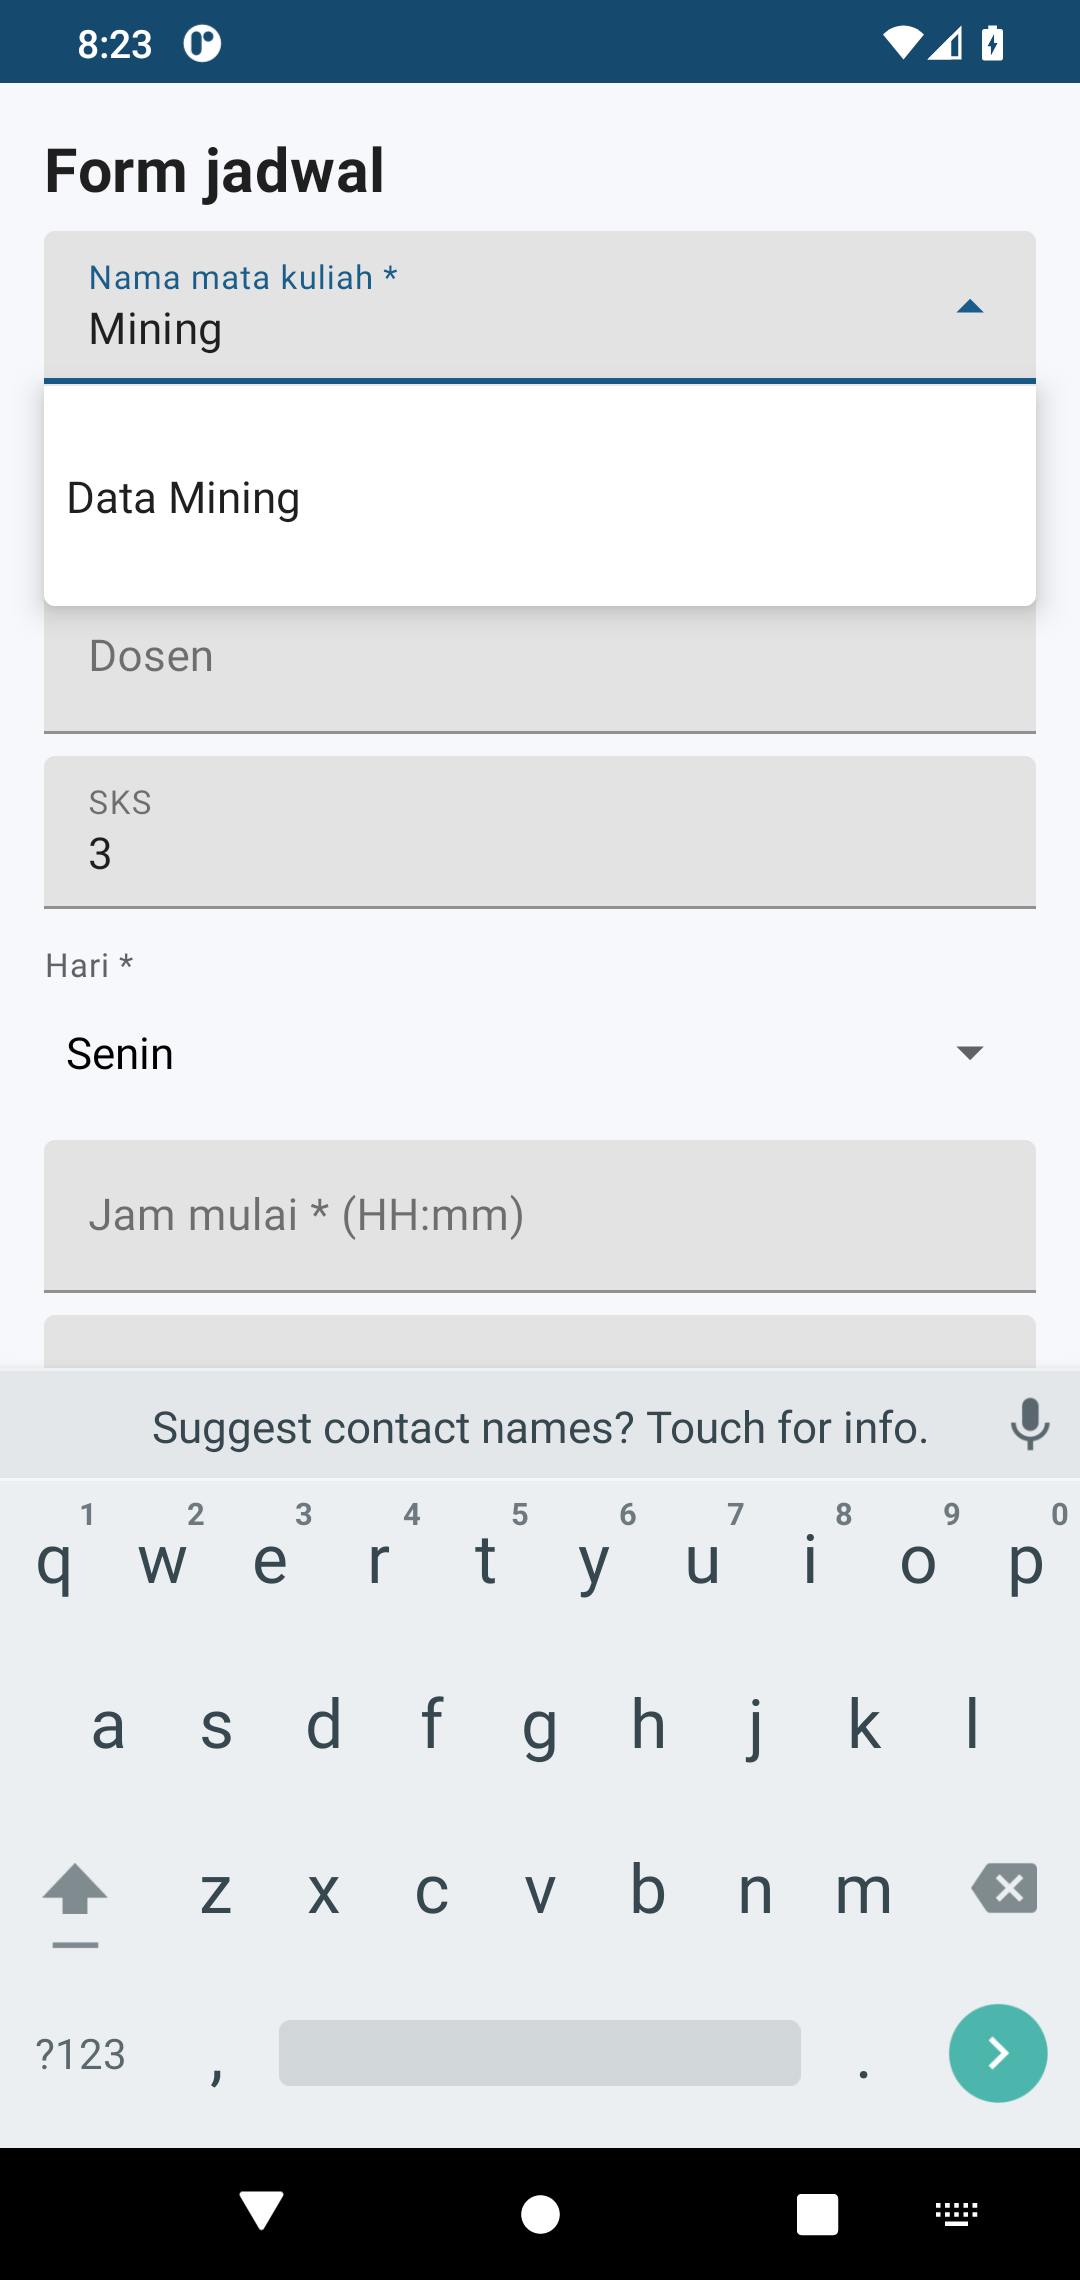 8:23
Form jadwal
Nama mata kuliah *
Mining
Data Mining
Dosen
SKS
3
Hari *
Senin
Jam mulai * (HH:mm)
Suggest contact names? Touch for info.
1 2 3 4 5 6 7 8 9 0
q w e r t y u i o p
a s d f g h j k l
z x c v b n m
?123 , .